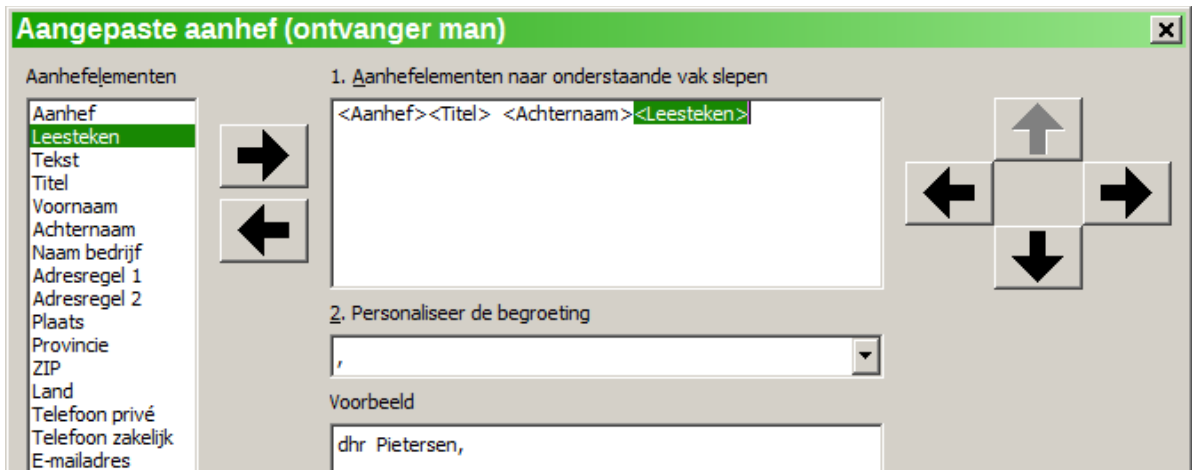 Aangepaste aanhef (ontvanger man)
Aanhefelementen
Aanhef
Leesteken
Tekst
Titel
Voornaam
Achternaam
Naam bedrijf
Adresregel 1
Adresregel 2
Plaats
Provincie
ZIP
Land
Telefoon privé
Telefoon zakelijk
E-mailadres
1. Aanhefelementen naar onderstaande vak slepen
<Aanhef><Titel> <Achternaam><Leesteken>
2. Personaliseer de begroeting
,
Voorbeeld
dhr Pietersen,